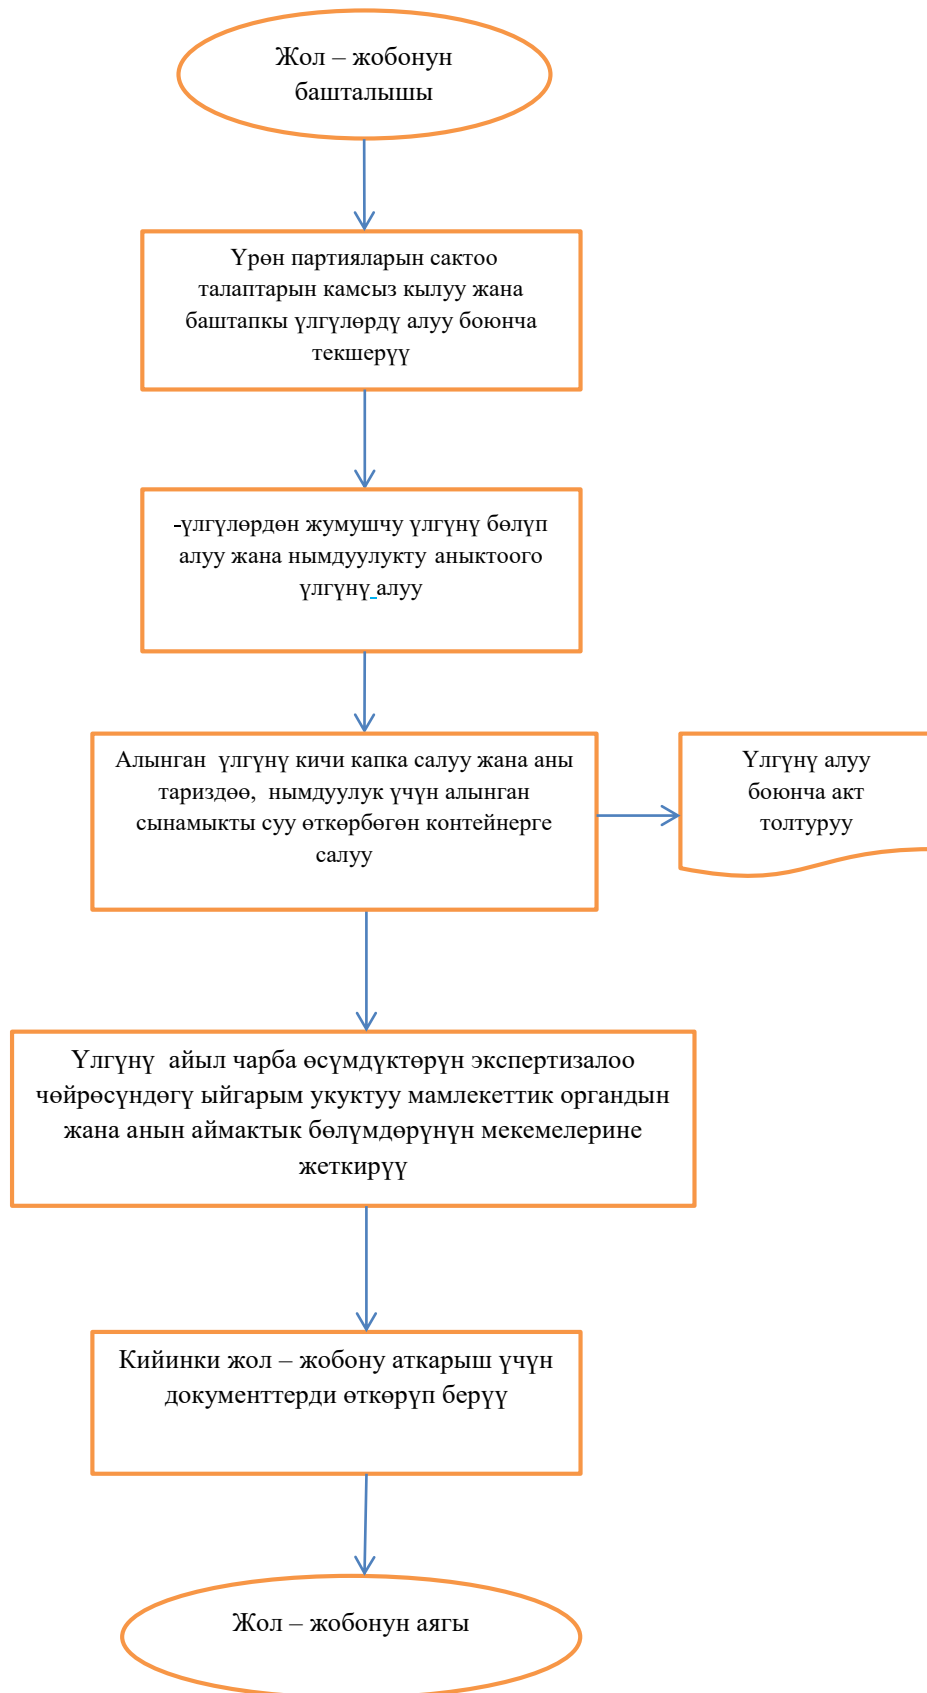 Жол – жобонун
башталышы
Үрөн партияларын сактоо
талаптарын камсыз кылуу жана
баштапкы үлгүлөрдү алуу боюнча
текшерүү
-үлгүлөрдөн жумушчу үлгүнү бөлүп
алуу жана нымдуулукту аныктоого
үлгүнү алуу
Алынган үлгүнү кичи капка салуу жана аны
тариздөө, нымдуулук үчүн алынган
сынамыкты суу өткөрбөгөн контейнерге
салуу
Үлгүнү алуу
боюнча акт
толтуруу
Үлгүнү айыл чарба өсүмдүктөрүн экспертизалоо
чөйрөсүндөгү ыйгарым укуктуу мамлекеттик органдын
жана анын аймактык бөлүмдөрүнүн мекемелерине
жеткирүү
Кийинки жол – жобону аткарыш үчүн
документтерди өткөрүп берүү
Жол – жобонун аягы